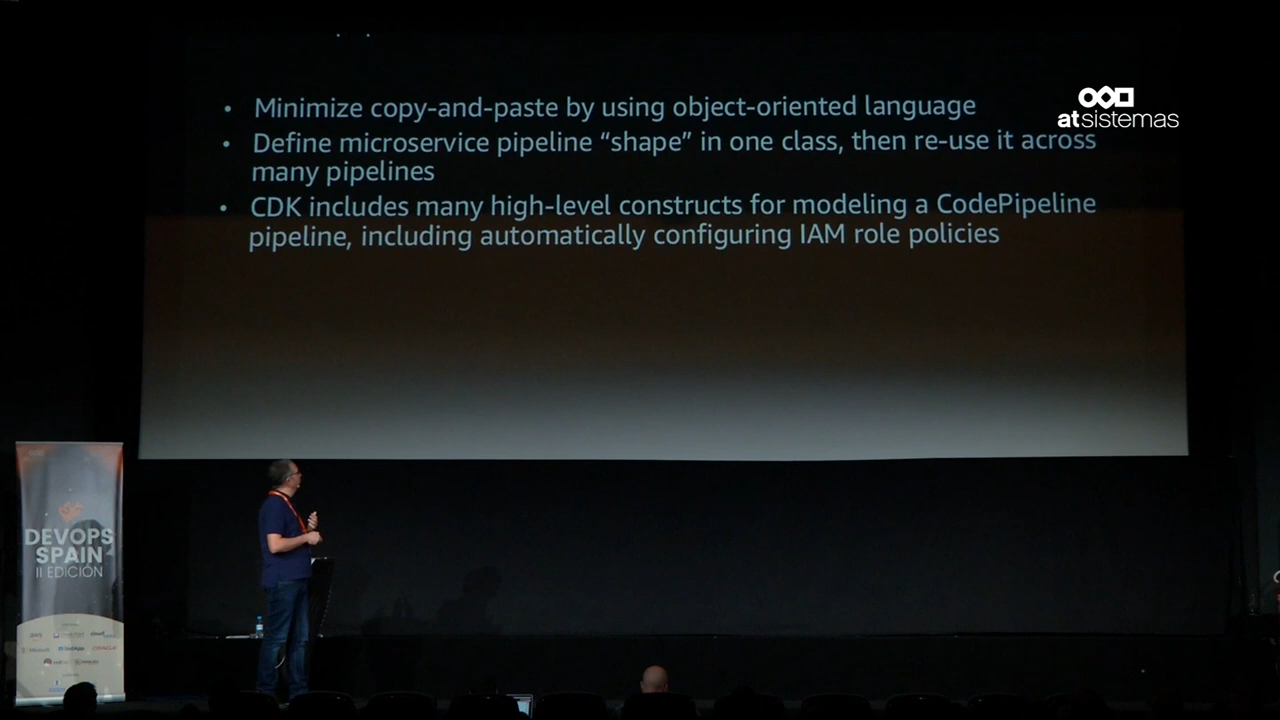 • Minimize copy-and-paste by using object-oriented language
• Define microservice pipeline “shape” in one class, then re-use it across
many pipelines
• CDK includes many high-level constructs for modeling a CodePipeline
pipeline, including automatically configuring IAM role policies
atsistemas
DEVOPS
SPAIN
II EDICIÓN